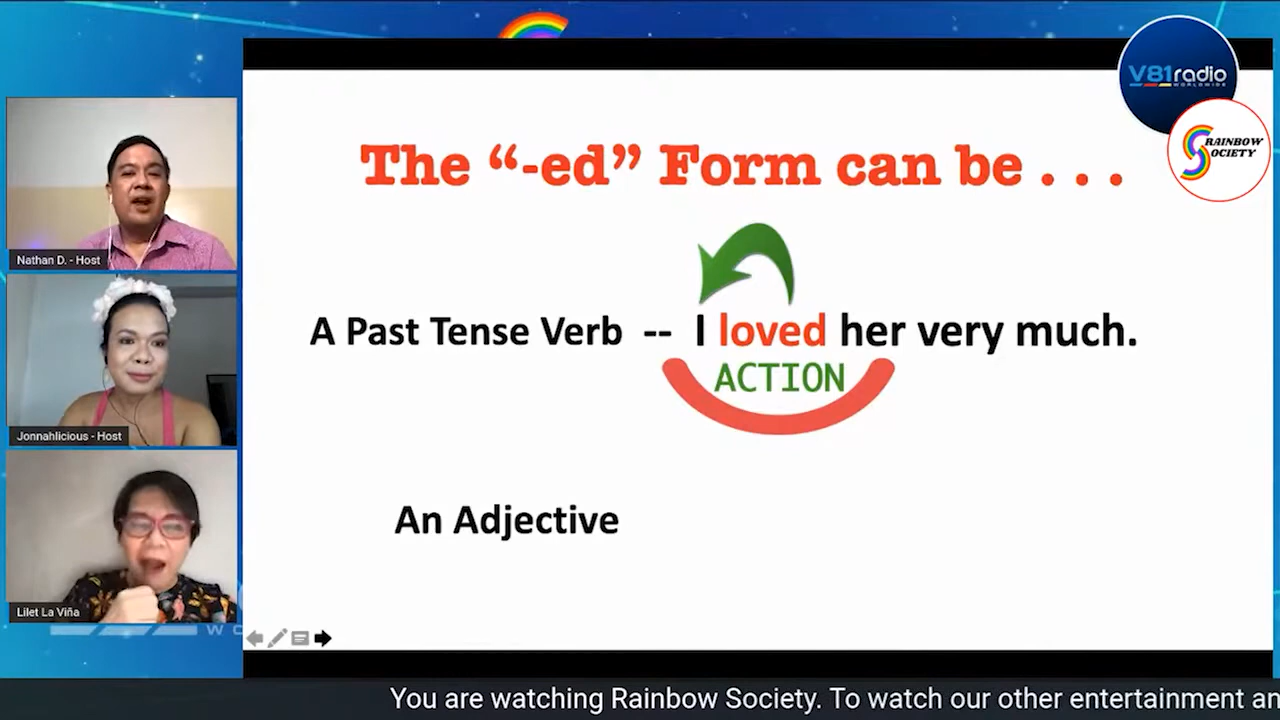 V81radio
WORLDWIDE
RAINBOW
SOCIETY
The “-ed” Form can be . . .
A Past Tense Verb -- I loved her very much.
ACTION
An Adjective
Nathan D. - Host
Jonnahlicious - Host
Lilet La Viña
You are watching Rainbow Society. To watch our other entertainment an